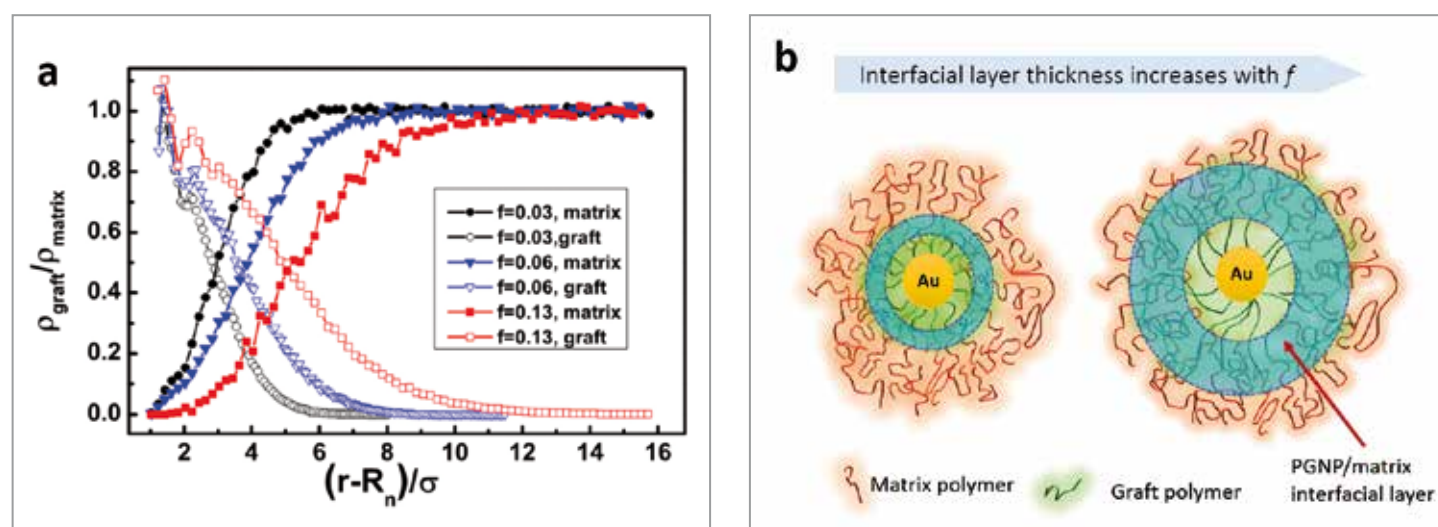 a
1.0
0.8
0.6
0.4
0.2
0.0
ρgraft/ρmatrix
f=0.03, matrix
f=0.03,graft
f=0.06, matrix
f=0.06, graft
f=0.13, matrix
f=0.13, graft
2 4 6 8 10 12 14 16
(r-Rn)/σ
b
Interfacial layer thickness increases with f
Au
Au
Matrix polymer
Graft polymer
PGNP/matrix
interfacial layer